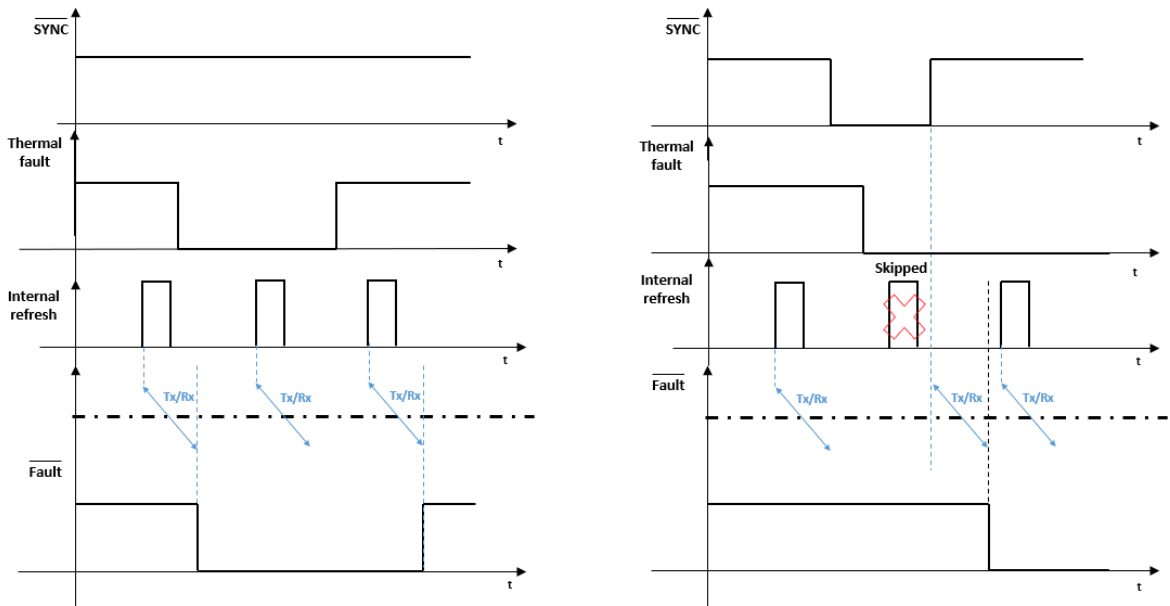 SYNC
t
Thermal
fault
t
Internal
refresh
t
Tx/Rx
Tx/Rx
Tx/Rx
Fault
t
SYNC
t
Thermal
fault
t
Skipped
Internal
refresh
t
Fault
Tx/Rx
Tx/Rx
Tx/Rx
t